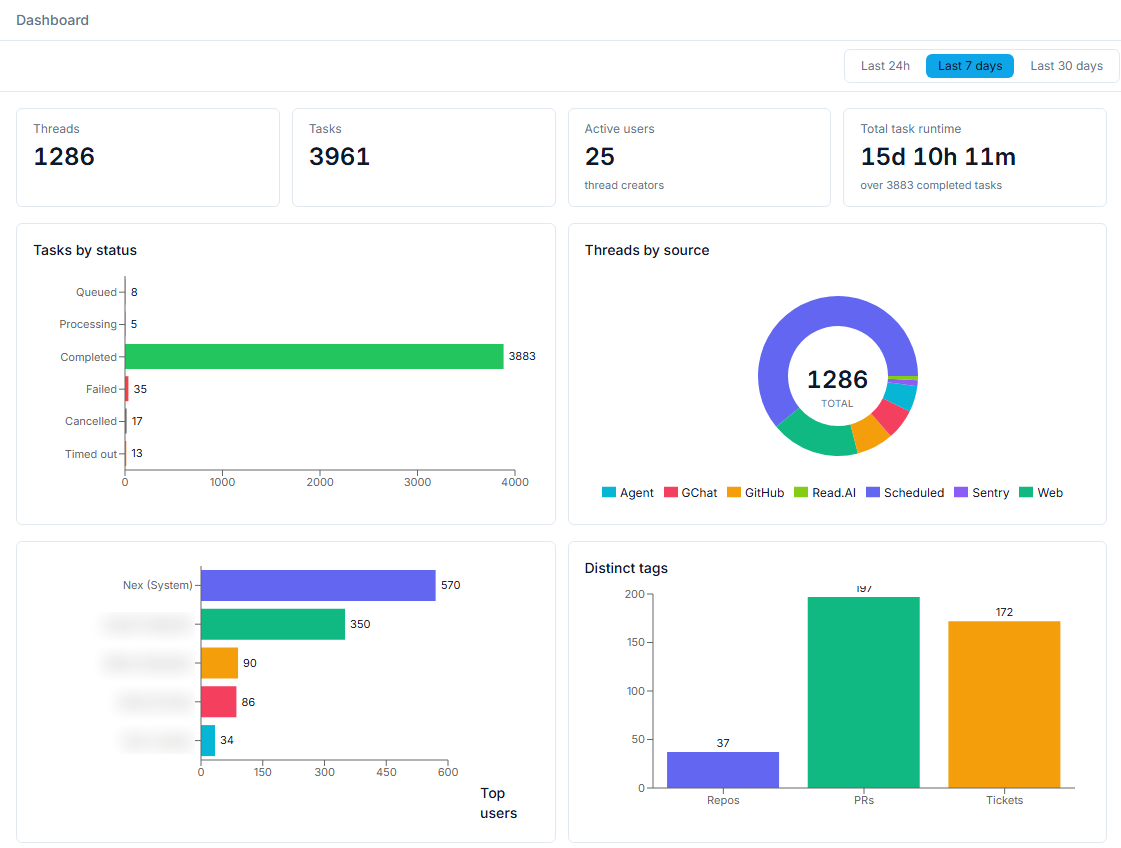 Dashboard
Last 24h Last 7 days Last 30 days
Threads
1286
Tasks
3961
Active users
25
thread creators
Total task runtime
15d 10h 11m
over 3883 completed tasks
Tasks by status
Queued 8
Processing 5
Completed 3883
Failed 35
Cancelled 17
Timed out 13
0 1000 2000 3000 4000
Threads by source
1286
TOTAL
Agent GChat GitHub Read.AI Scheduled Sentry Web
Nex (System) 570
350
90
86
34
0 150 300 450 600
Top
users
Distinct tags
200
150
100
50
0
37
197
172
Repos PRs Tickets